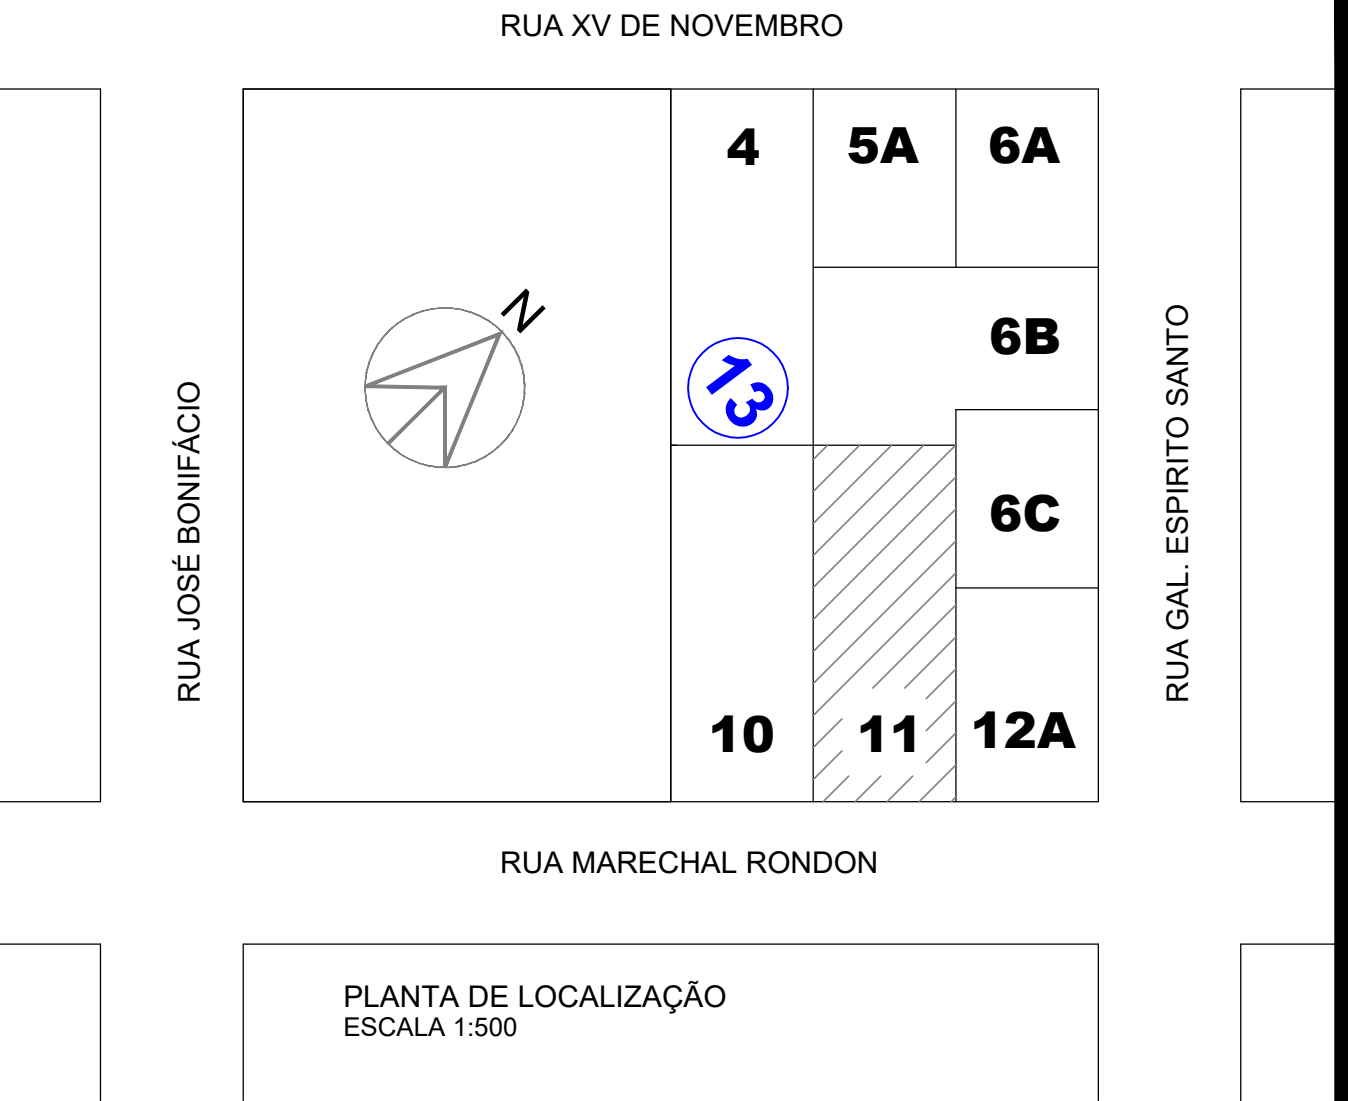 RUA XV DE NOVEMBRO
4
5A
6A
N
6B
13
RUA JOSÉ BONIFÁCIO
RUA GAL. ESPIRITO SANTO
6C
10
11
12A
RUA MARECHAL RONDON
PLANTA DE LOCALIZAÇÃO
ESCALA 1:500